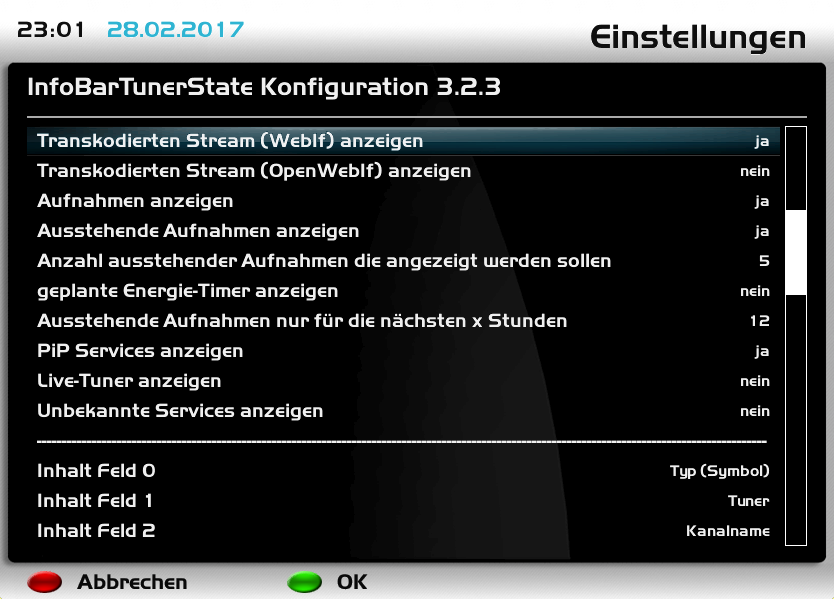 23:01 28.02.2017 Einstellungen
InfoBarTunerState Konfiguration 3.2.3
Transkodierten Stream (WebIf) anzeigen ja
Transkodierten Stream (OpenWebIf) anzeigen nein
Aufnahmen anzeigen ja
Ausstehende Aufnahmen anzeigen ja
Anzahl ausstehender Aufnahmen die angezeigt werden sollen 5
geplante Energie-Timer anzeigen nein
Ausstehende Aufnahmen nur für die nächsten x Stunden 12
PiP Services anzeigen ja
Live-Tuner anzeigen nein
Unbekannte Services anzeigen nein
Inhalt Feld 0 Typ (Symbol)
Inhalt Feld 1 Tuner
Inhalt Feld 2 Kanalname
Abbrechen OK